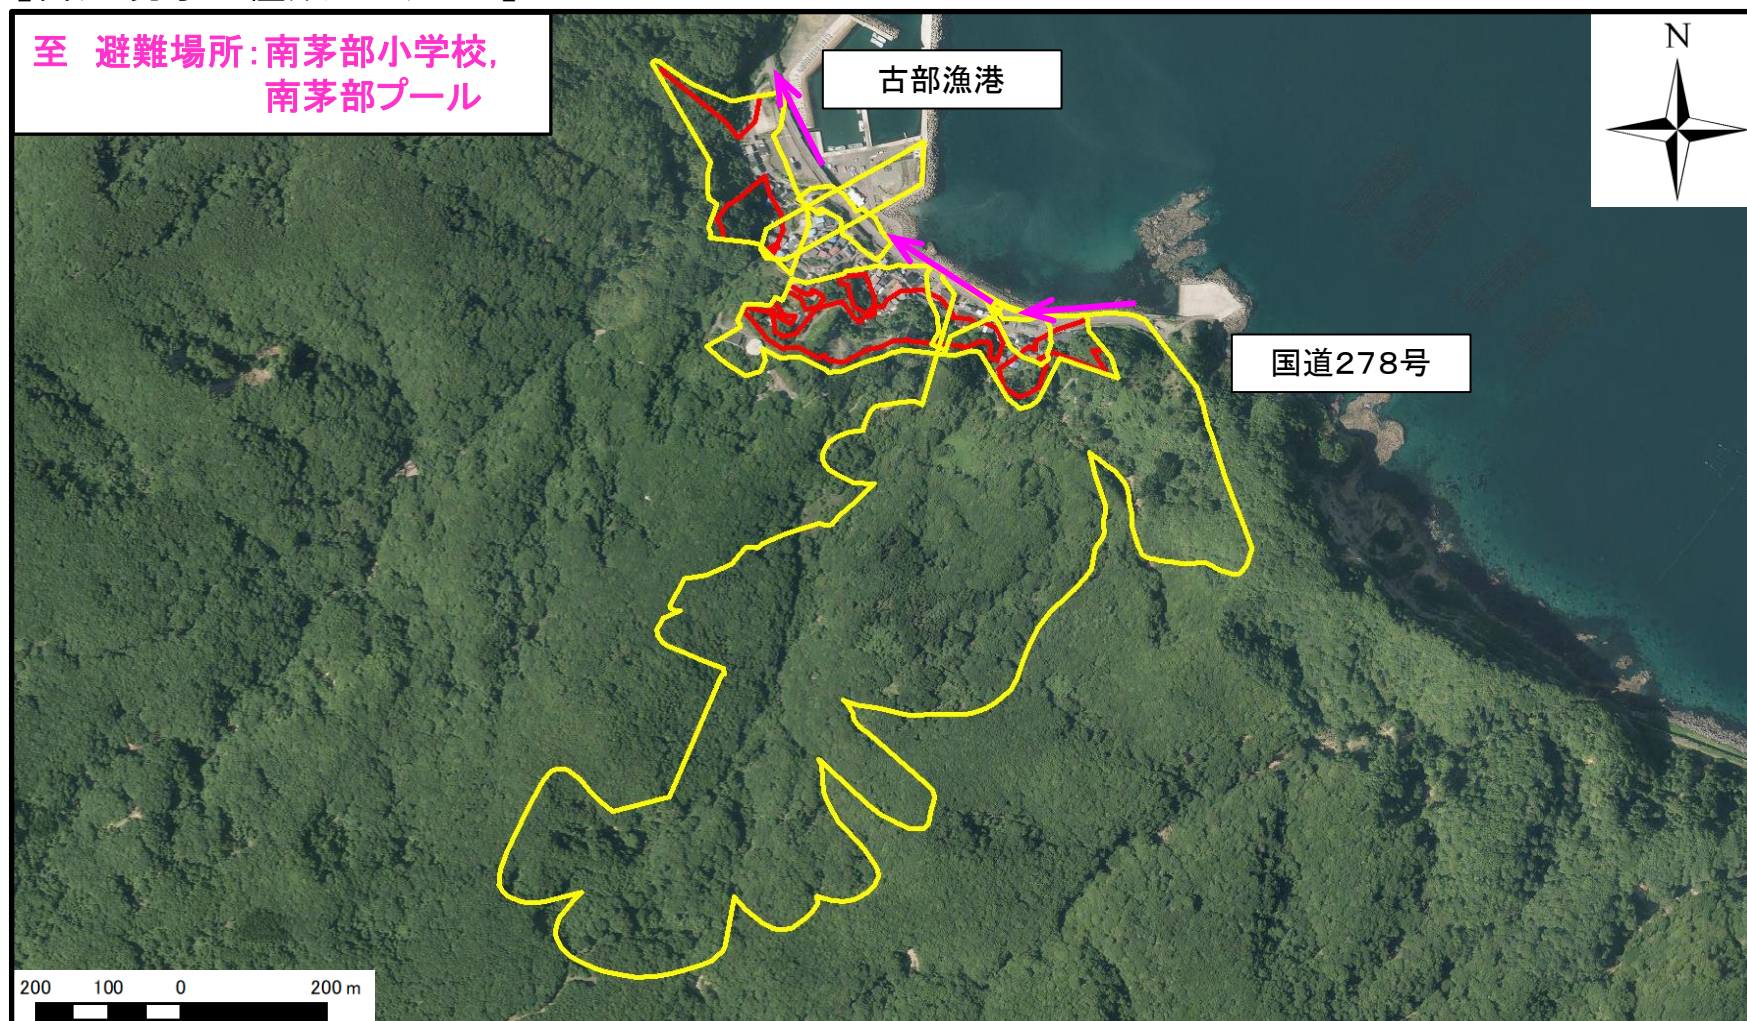 至 避難場所：南茅部小学校，
南茅部プール
古部漁港
N
国道278号
200 100 0 200 m